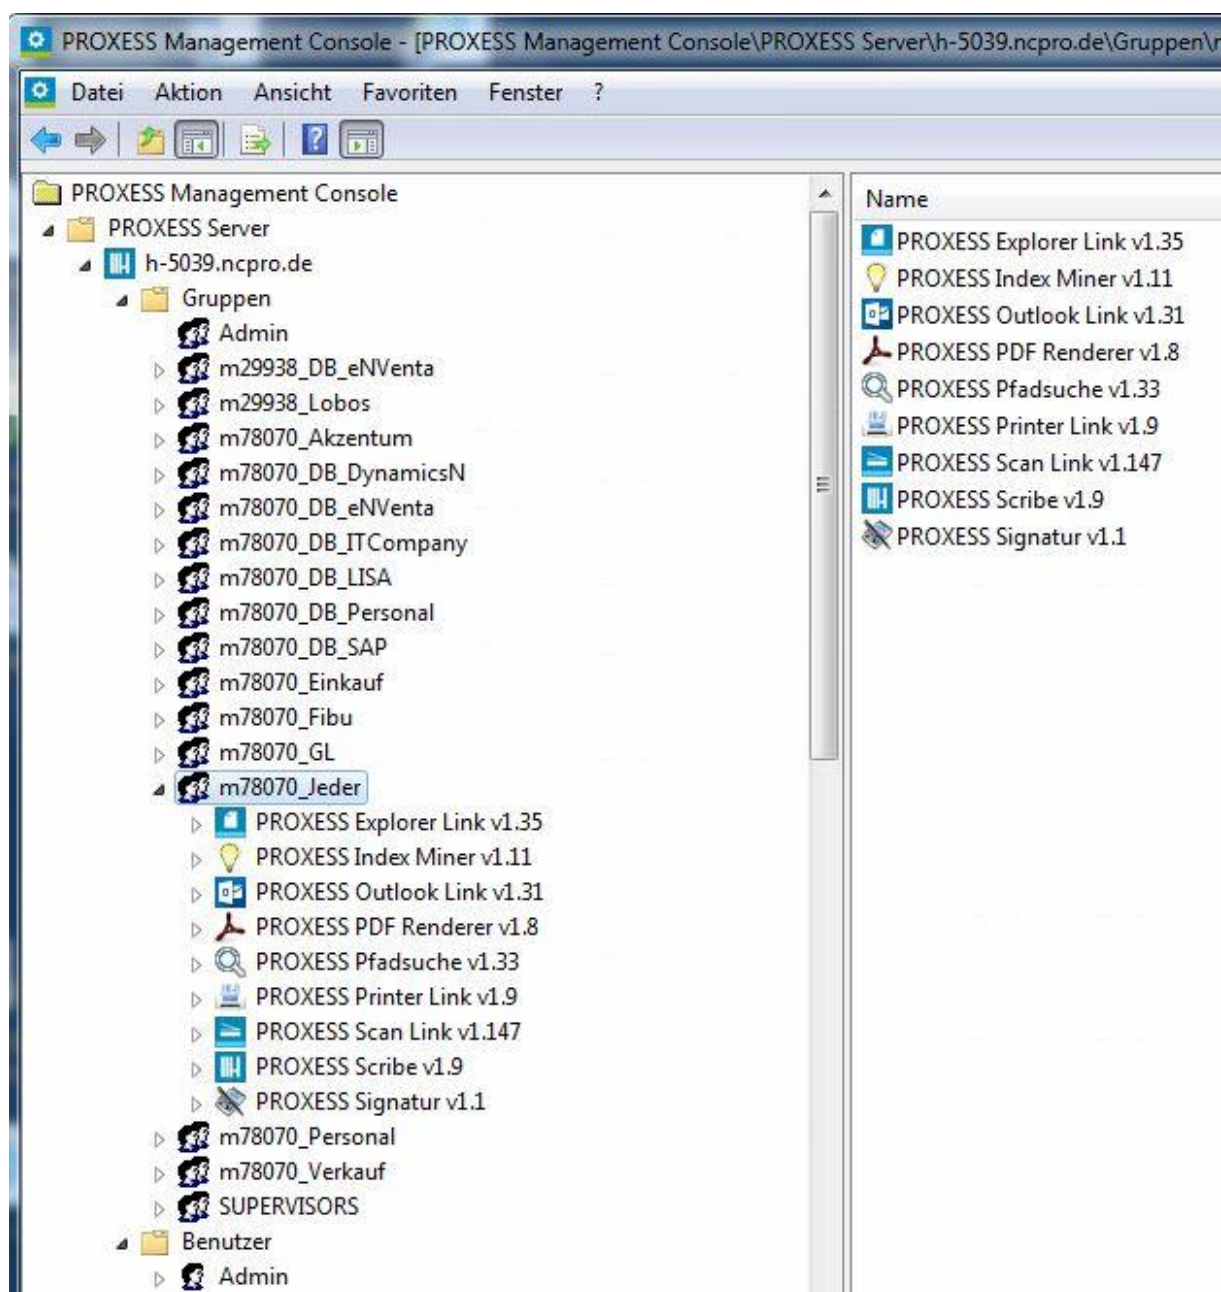 PROXESS Management Console - [PROXESS Management Console\PROXESS Server\h-5039.ncpro.de\Gruppen\
Datei Aktion Ansicht Favoriten Fenster ?
PROXESS Management Console
PROXESS Server
h-5039.ncpro.de
Gruppen
Admin
m29938_DB_eNVenta
m29938_Lobos
m78070_Akzentum
m78070_DB_DynamicsN
m78070_DB_eNVenta
m78070_DB_ITCompany
m78070_DB_LISA
m78070_DB_Personal
m78070_DB_SAP
m78070_Einkauf
m78070_Fibu
m78070_GL
m78070_Jeder
PROXESS Explorer Link v1.35
PROXESS Index Miner v1.11
PROXESS Outlook Link v1.31
PROXESS PDF Renderer v1.8
PROXESS Pfadsuche v1.33
PROXESS Printer Link v1.9
PROXESS Scan Link v1.147
PROXESS Scribe v1.9
PROXESS Signatur v1.1
m78070_Personal
m78070_Verkauf
SUPERVISORS
Benutzer
Admin
Name
PROXESS Explorer Link v1.35
PROXESS Index Miner v1.11
PROXESS Outlook Link v1.31
PROXESS PDF Renderer v1.8
PROXESS Pfadsuche v1.33
PROXESS Printer Link v1.9
PROXESS Scan Link v1.147
PROXESS Scribe v1.9
PROXESS Signatur v1.1